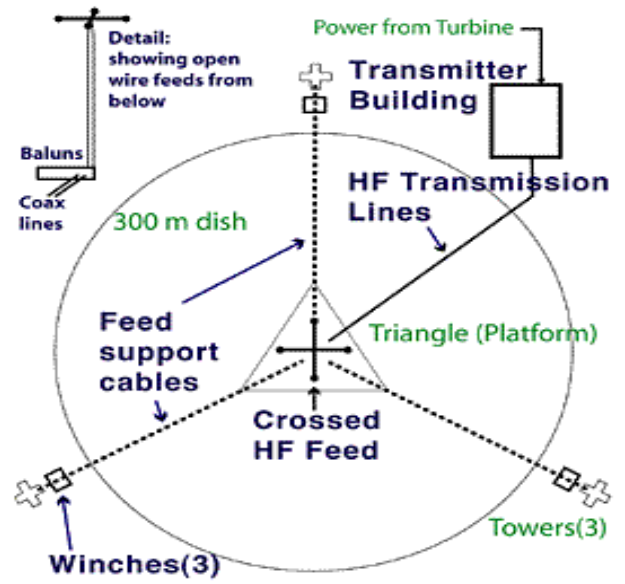 Detail:
showing open
wire feeds from
below
Power from Turbine
Transmitter
Building
Baluns
Coax
lines
HF Transmission
Lines
300 m dish
Feed
support
cables
Triangle (Platform)
Crossed
HF Feed
Towers(3)
Winches(3)